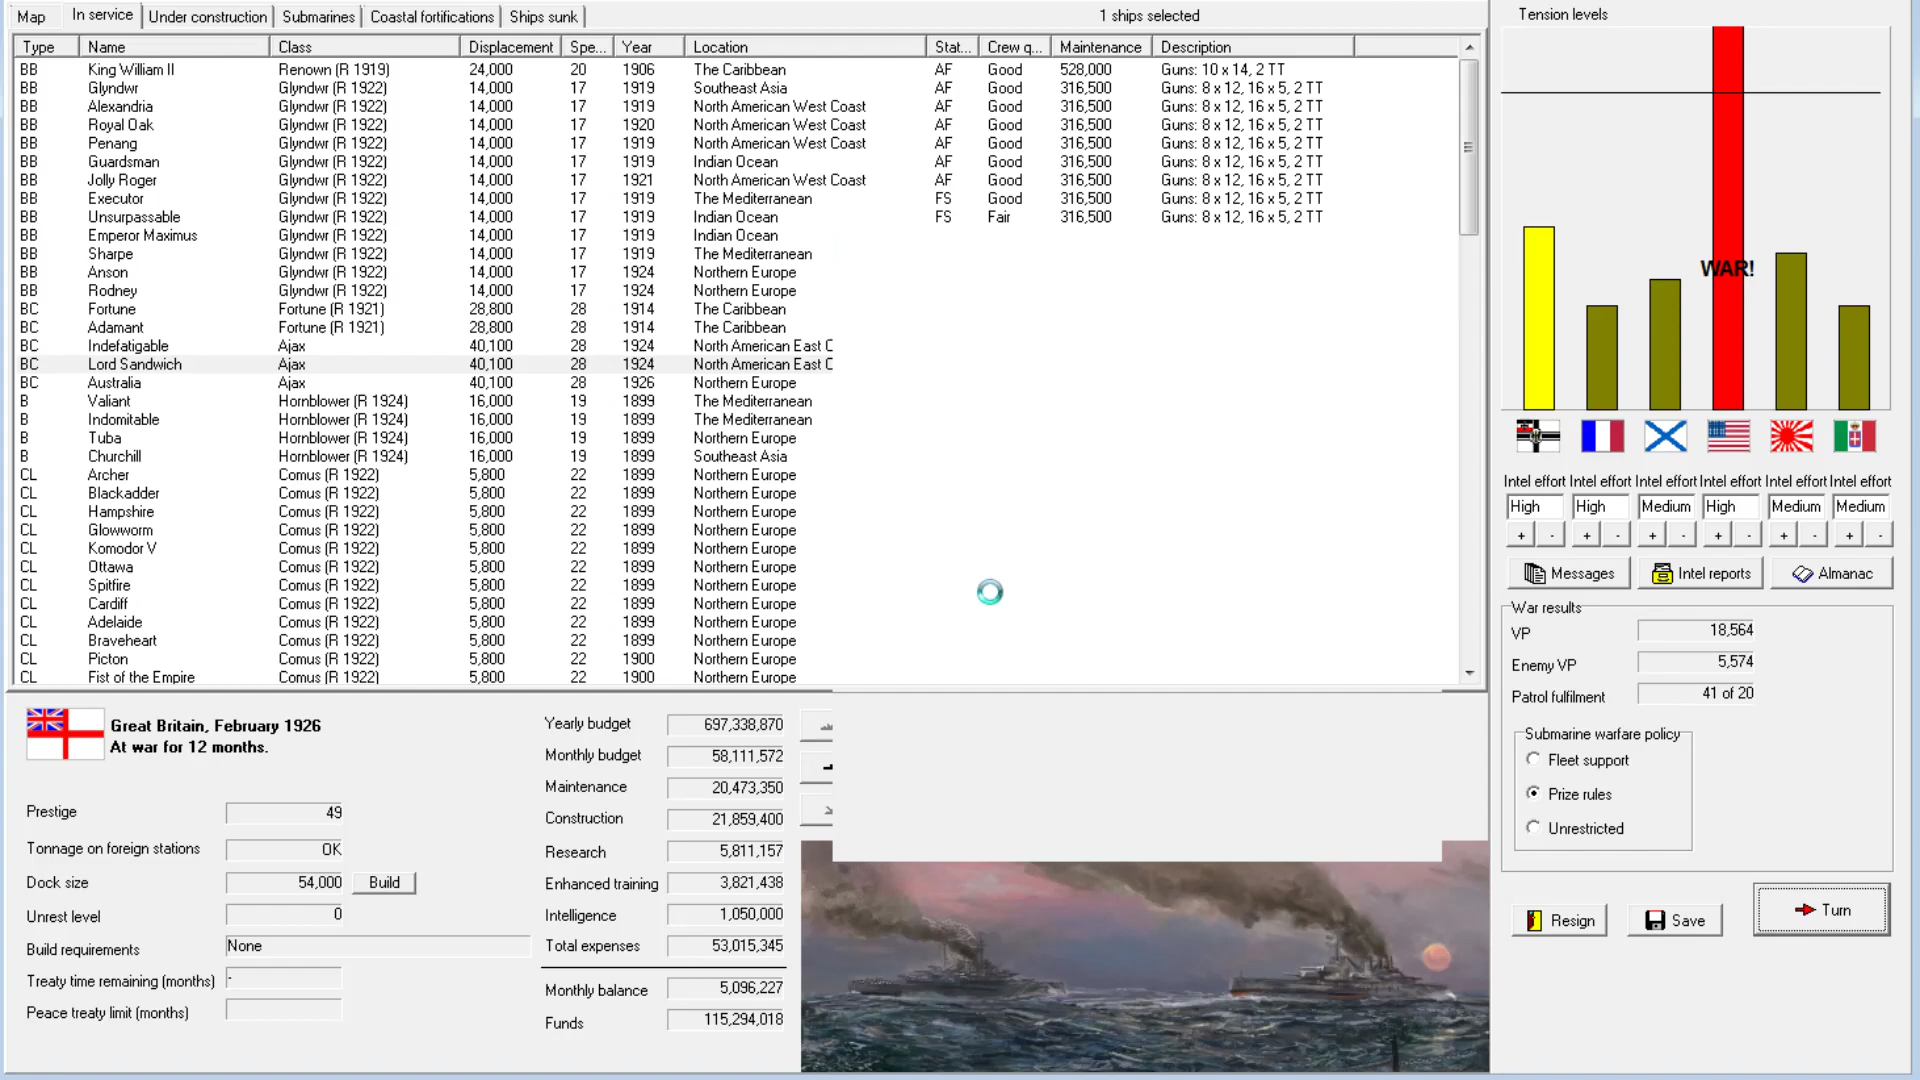 Map In service Under construction Submarines Coastal fortifications Ships sunk 1 ships selected
Type Name Class Displacement Spe... Year Location Stat... Crew q... Maintenance Description
BB King William II Renown (R 1919) 24,000 20 1906 The Caribbean AF Good 528,000 Guns: 10 x 14, 2 TT
BB Glyndwr Glyndwr (R 1922) 14,000 17 1919 Southeast Asia AF Good 316,500 Guns: 8 x 12, 16 x 5, 2 TT
BB Alexandria Glyndwr (R 1922) 14,000 17 1919 North American West Coast AF Good 316,500 Guns: 8 x 12, 16 x 5, 2 TT
BB Royal Oak Glyndwr (R 1922) 14,000 17 1920 North American West Coast AF Good 316,500 Guns: 8 x 12, 16 x 5, 2 TT
BB Penang Glyndwr (R 1922) 14,000 17 1919 North American West Coast AF Good 316,500 Guns: 8 x 12, 16 x 5, 2 TT
BB Guardsman Glyndwr (R 1922) 14,000 17 1919 Indian Ocean AF Good 316,500 Guns: 8 x 12, 16 x 5, 2 TT
BB Jolly Roger Glyndwr (R 1922) 14,000 17 1921 North American West Coast AF Good 316,500 Guns: 8 x 12, 16 x 5, 2 TT
BB Executor Glyndwr (R 1922) 14,000 17 1919 The Mediterranean FS Good 316,500 Guns: 8 x 12, 16 x 5, 2 TT
BB Unsurpassable Glyndwr (R 1922) 14,000 17 1919 Indian Ocean FS Fair 316,500 Guns: 8 x 12, 16 x 5, 2 TT
BB Emperor Maximus Glyndwr (R 1922) 14,000 17 1919 Indian Ocean
BB Sharpe Glyndwr (R 1922) 14,000 17 1919 The Mediterranean
BB Anson Glyndwr (R 1922) 14,000 17 1924 Northern Europe
BB Rodney Glyndwr (R 1922) 14,000 17 1924 Northern Europe
BC Fortune Fortune (R 1921) 28,800 28 1914 The Caribbean
BC Adamant Fortune (R 1921) 28,800 28 1914 The Caribbean
BC Indefatigable Ajax 40,100 28 1924 North American East C
BC Lord Sandwich Ajax 40,100 28 1924 North American East C
BC Australia Ajax 40,100 28 1926 Northern Europe
B Valiant Hornblower (R 1924) 16,000 19 1899 The Mediterranean
B Indomitable Hornblower (R 1924) 16,000 19 1899 The Mediterranean
B Tuba Hornblower (R 1924) 16,000 19 1899 Northern Europe
B Churchill Hornblower (R 1924) 16,000 19 1899 Southeast Asia
CL Archer Comus (R 1922) 5,800 22 1899 Northern Europe
CL Blackadder Comus (R 1922) 5,800 22 1899 Northern Europe
CL Hampshire Comus (R 1922) 5,800 22 1899 Northern Europe
CL Glowworm Comus (R 1922) 5,800 22 1899 Northern Europe
CL Komodor V Comus (R 1922) 5,800 22 1899 Northern Europe
CL Ottawa Comus (R 1922) 5,800 22 1899 Northern Europe
CL Spitfire Comus (R 1922) 5,800 22 1899 Northern Europe
CL Cardiff Comus (R 1922) 5,800 22 1899 Northern Europe
CL Adelaide Comus (R 1922) 5,800 22 1899 Northern Europe
CL Braveheart Comus (R 1922) 5,800 22 1899 Northern Europe
CL Picton Comus (R 1922) 5,800 22 1900 Northern Europe
CL Fist of the Empire Comus (R 1922) 5,800 22 1900 Northern Europe
Great Britain, February 1926
At war for 12 months.
Prestige 49
Tonnage on foreign stations OK
Dock size 54,000 Build
Unrest level 0
Build requirements None
Treaty time remaining (months) -
Peace treaty limit (months)
Yearly budget 697,338,870
Monthly budget 58,111,572
Maintenance 20,473,350
Construction 21,859,400
Research 5,811,157
Enhanced training 3,821,438
Intelligence 1,050,000
Total expenses 53,015,345
Monthly balance 5,096,227
Funds 115,294,018
Tension levels
WAR!
Intel effort Intel effort Intel effort Intel effort Intel effort Intel effort
High High Medium High Medium Medium
+ - + - + - + - + - + -
Messages Intel reports Almanac
War results
VP 18,564
Enemy VP 5,574
Patrol fulfilment 41 of 20
Submarine warfare policy
Fleet support
Prize rules
Unrestricted
Resign Save Turn